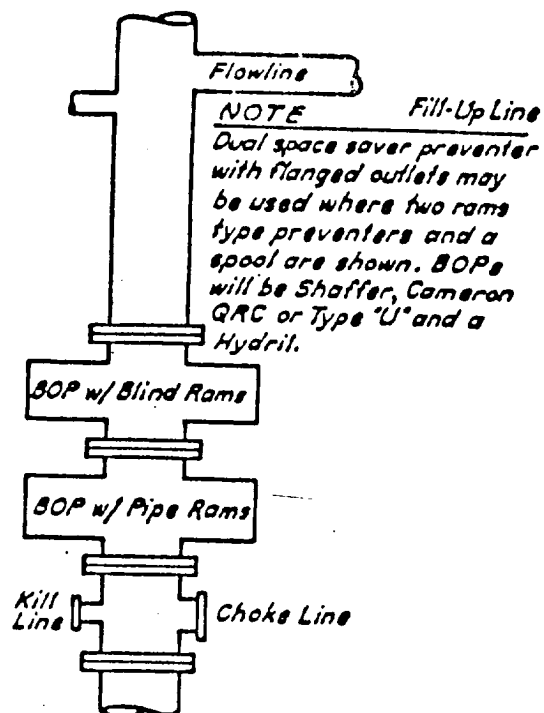 Flowline
NOTE Fill-Up Line
Dual space saver preventer
with flanged outlets may
be used where two rams
type preventers and a
spool are shown. BOPs
will be Shaffer, Cameron
QRC or Type "U" and a
Hydril.
BOP w/ Blind Rams
BOP w/ Pipe Rams
Kill
Line
Choke Line